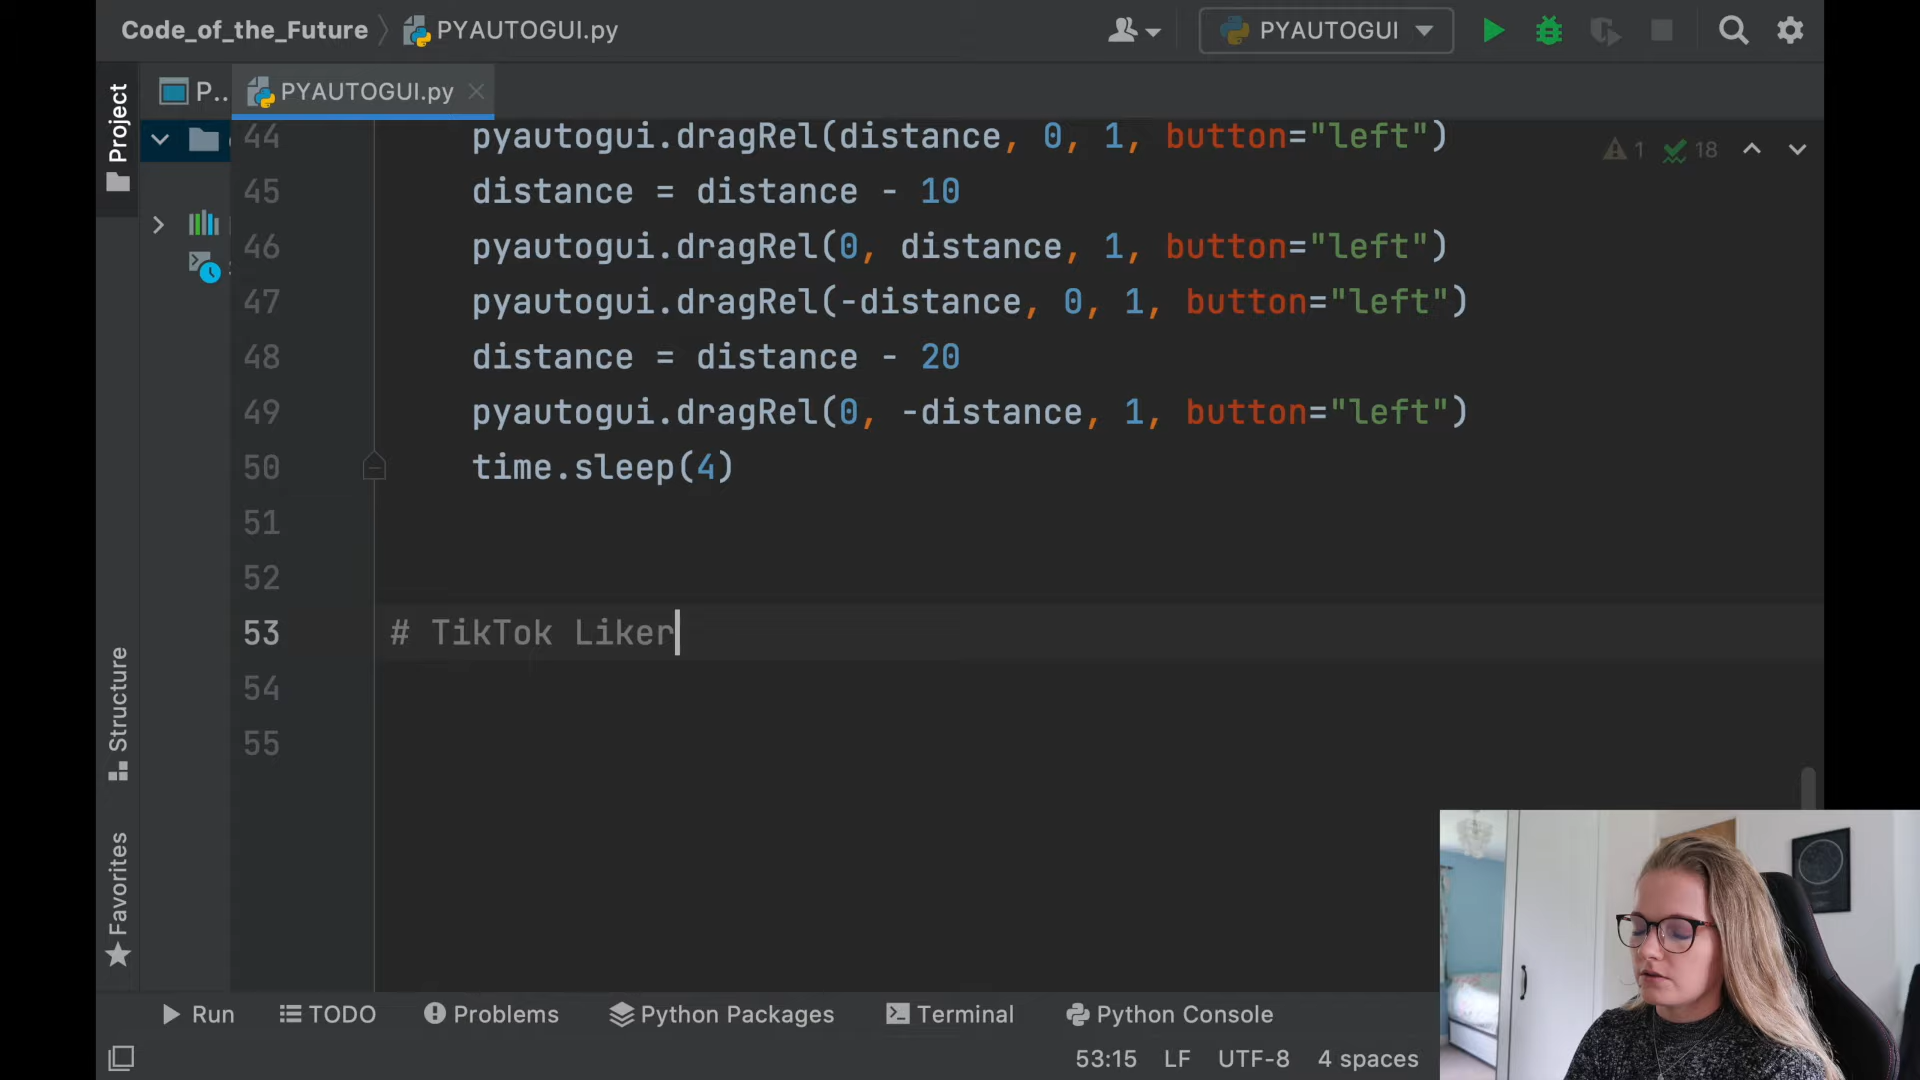 Code_of_the_Future PYAUTOGUI.py PYAUTOGUI
P.. PYAUTOGUI.py
Project
44 pyautogui.dragRel(distance, 0, 1, button="left")
1 18
45 distance = distance - 10
46 pyautogui.dragRel(0, distance, 1, button="left")
47 pyautogui.dragRel(-distance, 0, 1, button="left")
48 distance = distance - 20
49 pyautogui.dragRel(0, -distance, 1, button="left")
50 time.sleep(4)
51
52
53 # TikTok Liker
54
55
Structure
Favorites
Run TODO Problems Python Packages Terminal Python Console
53:15 LF UTF-8 4 spaces